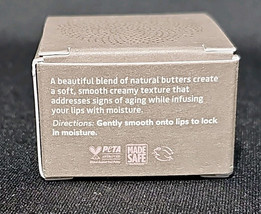 A beautiful blend of natural butters create
a soft, smooth creamy texture that
addresses signs of aging while infusing
your lips with moisture.
Directions: Gently smooth onto lips to lock
in moisture.
PETA
MADE
SAFE